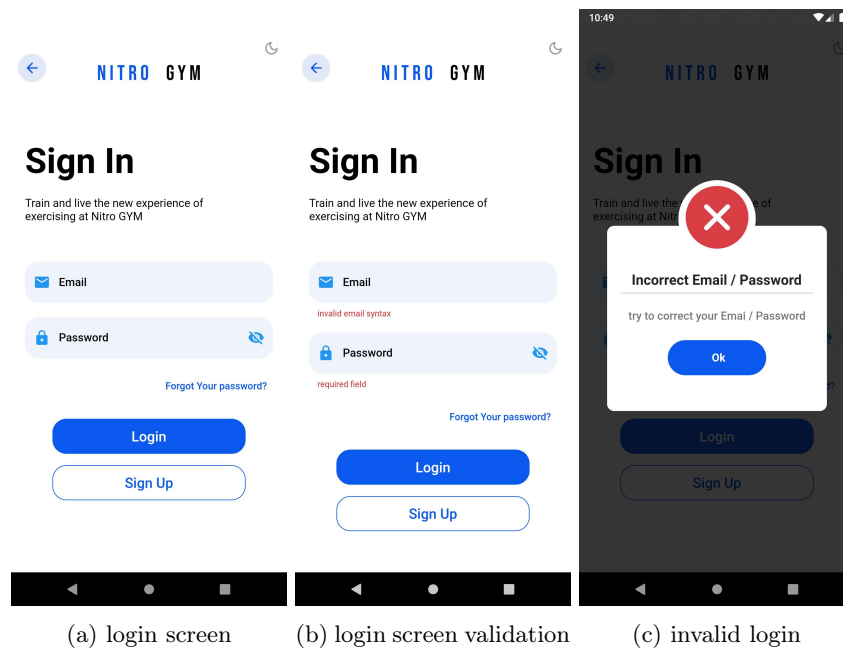 NITRO GYM
Sign In
Train and live the new experience of
exercising at Nitro GYM
Email
Password
Forgot Your password?
Login
Sign Up
(a) login screen
NITRO GYM
Sign In
Train and live the new experience of
exercising at Nitro GYM
Email
invalid email syntax
Password
required field
Forgot Your password?
Login
Sign Up
(b) login screen validation
10:49
NITRO GYM
Sign In
Train and live the e of
exercising at Nitr
Incorrect Email / Password
try to correct your Emai / Password
Ok
?
Login
Sign Up
(c) invalid login